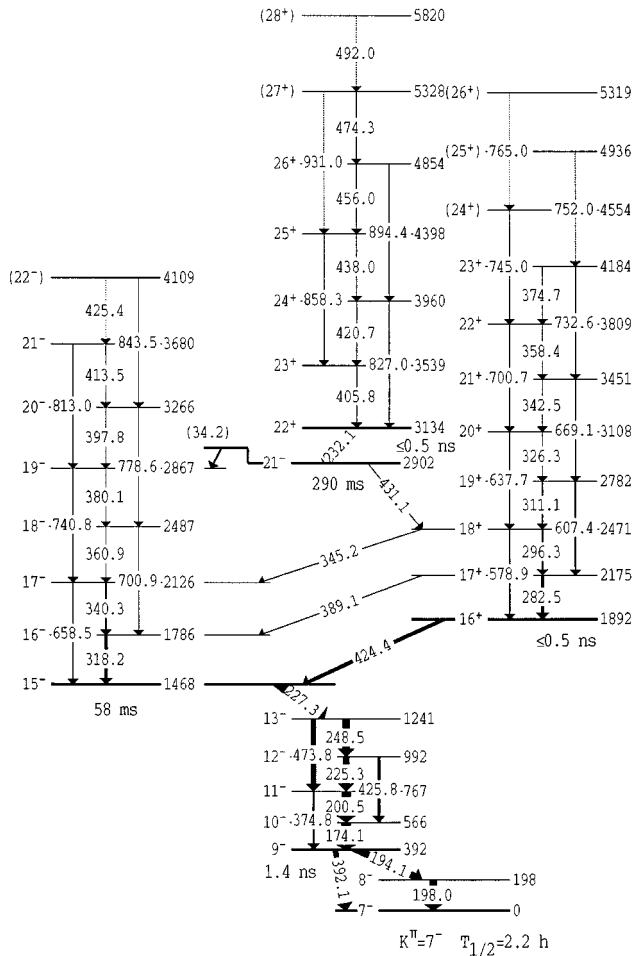 (28⁺) 5820
492.0
(27⁺) 5328 (26⁺) 5319
474.3 (25⁺) 765.0 4936
26⁺ 931.0 4854
456.0 (24⁺) 752.0 4554
25⁺ 894.4 4398
438.0 23⁺ 745.0 4184
(22⁻) 4109
24⁺ 858.3 3960 374.7
425.4 420.7 22⁺ 732.6 3809
21⁻ 843.5 3680 358.4
413.5 23⁺ 827.0 3539
405.8 21⁺ 700.7 3451
20⁻ 813.0 3266 342.5
397.8 (34.2) 22⁺ 3134 20⁺ 669.1 3108
232.1 ≤0.5 ns 326.3
19⁻ 778.6 2867 21⁻ 2902
380.1 290 ms 431.1 19⁺ 637.7 2782
311.1
18⁻ 740.8 2487 18⁺ 607.4 2471
360.9 345.2 296.3
17⁻ 700.9 2126 17⁺ 578.9 2175
340.3 389.1 282.5
16⁻ 658.5 1786 16⁺ 1892
318.2 424.4 ≤0.5 ns
15⁻ 1468
58 ms 227.3
13⁻ 1241
248.5
12⁻ 473.8 992
225.3
11⁻ 425.8 767
200.5
10⁻ 374.8 566
174.1
9⁻ 392
1.4 ns 392.1 194.1
8⁻ 198
198.0
7⁻ 0
Kᴨ=7⁻ T1/2=2.2 h